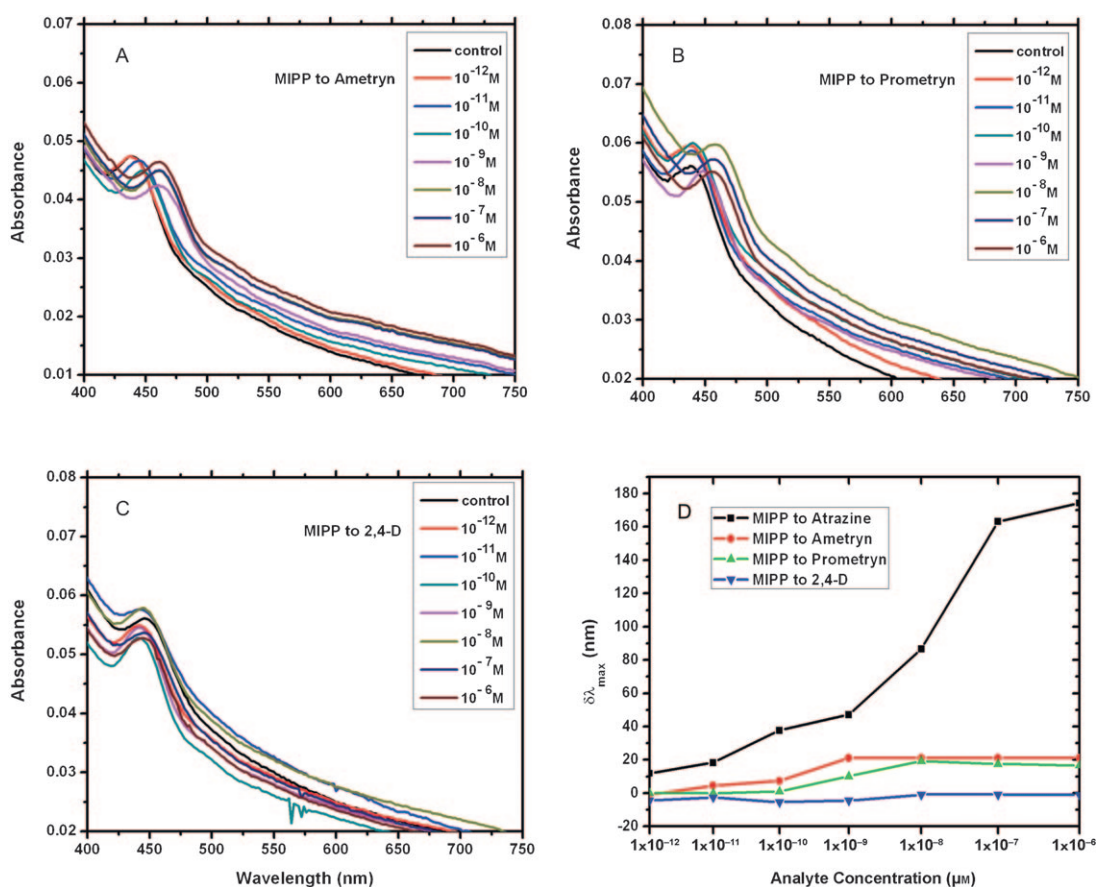 A
MIPP to Ametryn
Absorbance
0.07
0.06
0.05
0.04
0.03
0.02
0.01
400 450 500 550 600 650 700 750
control
10⁻¹²M
10⁻¹¹M
10⁻¹⁰M
10⁻⁹M
10⁻⁸M
10⁻⁷M
10⁻⁶M
B
MIPP to Prometryn
Absorbance
0.08
0.07
0.06
0.05
0.04
0.03
0.02
400 450 500 550 600 650 700 750
control
10⁻¹²M
10⁻¹¹M
10⁻¹⁰M
10⁻⁹M
10⁻⁸M
10⁻⁷M
10⁻⁶M
C
MIPP to 2,4-D
Absorbance
0.08
0.07
0.06
0.05
0.04
0.03
0.02
400 450 500 550 600 650 700 750
Wavelength (nm)
control
10⁻¹²M
10⁻¹¹M
10⁻¹⁰M
10⁻⁹M
10⁻⁸M
10⁻⁷M
10⁻⁶M
D
MIPP to Atrazine
MIPP to Ametryn
MIPP to Prometryn
MIPP to 2,4-D
δλmax (nm)
180
160
140
120
100
80
60
40
20
0
-20
1x10⁻¹² 1x10⁻¹¹ 1x10⁻¹⁰ 1x10⁻⁹ 1x10⁻⁸ 1x10⁻⁷ 1x10⁻⁶
Analyte Concentration (µM)